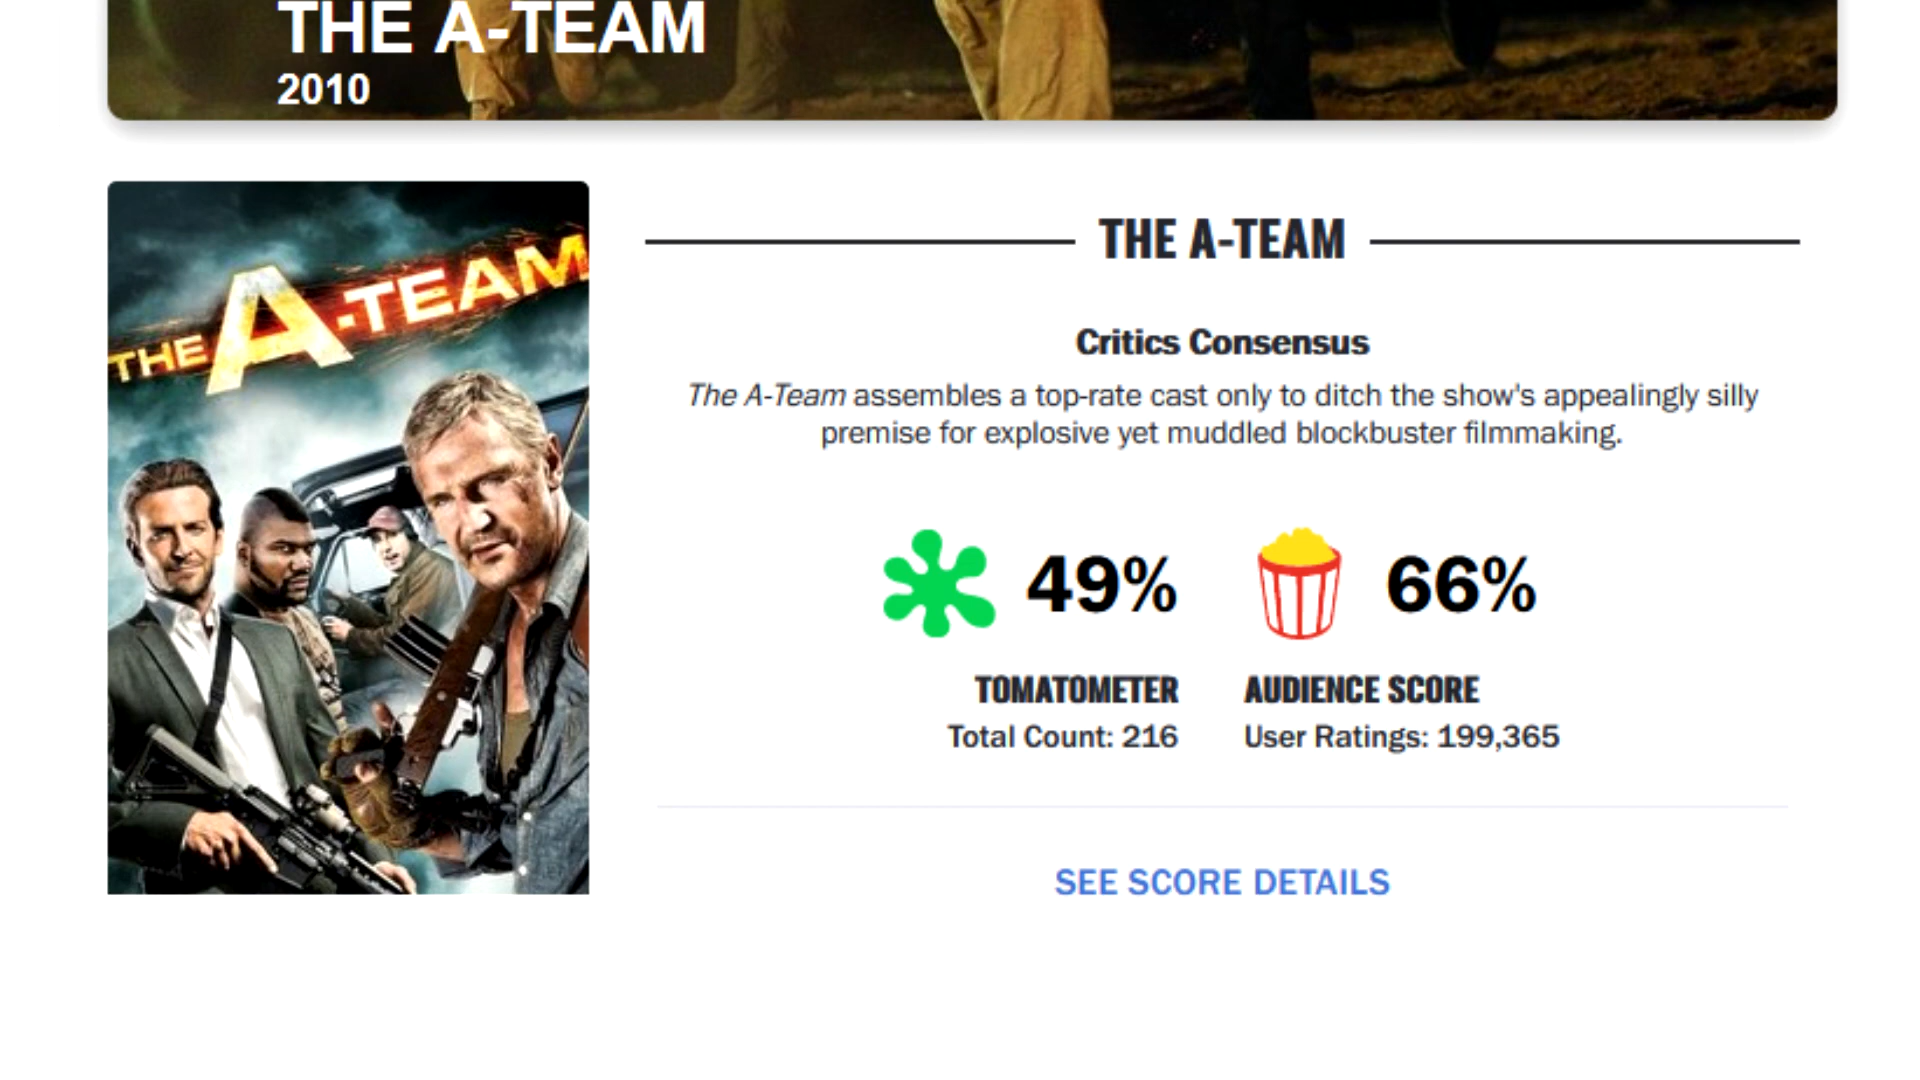 THE A-TEAM
2010
THE A-TEAM
THE A-TEAM
Critics Consensus
The A-Team assembles a top-rate cast only to ditch the show's appealingly silly
premise for explosive yet muddled blockbuster filmmaking.
49% 66%
TOMATOMETER AUDIENCE SCORE
Total Count: 216 User Ratings: 199,365
SEE SCORE DETAILS